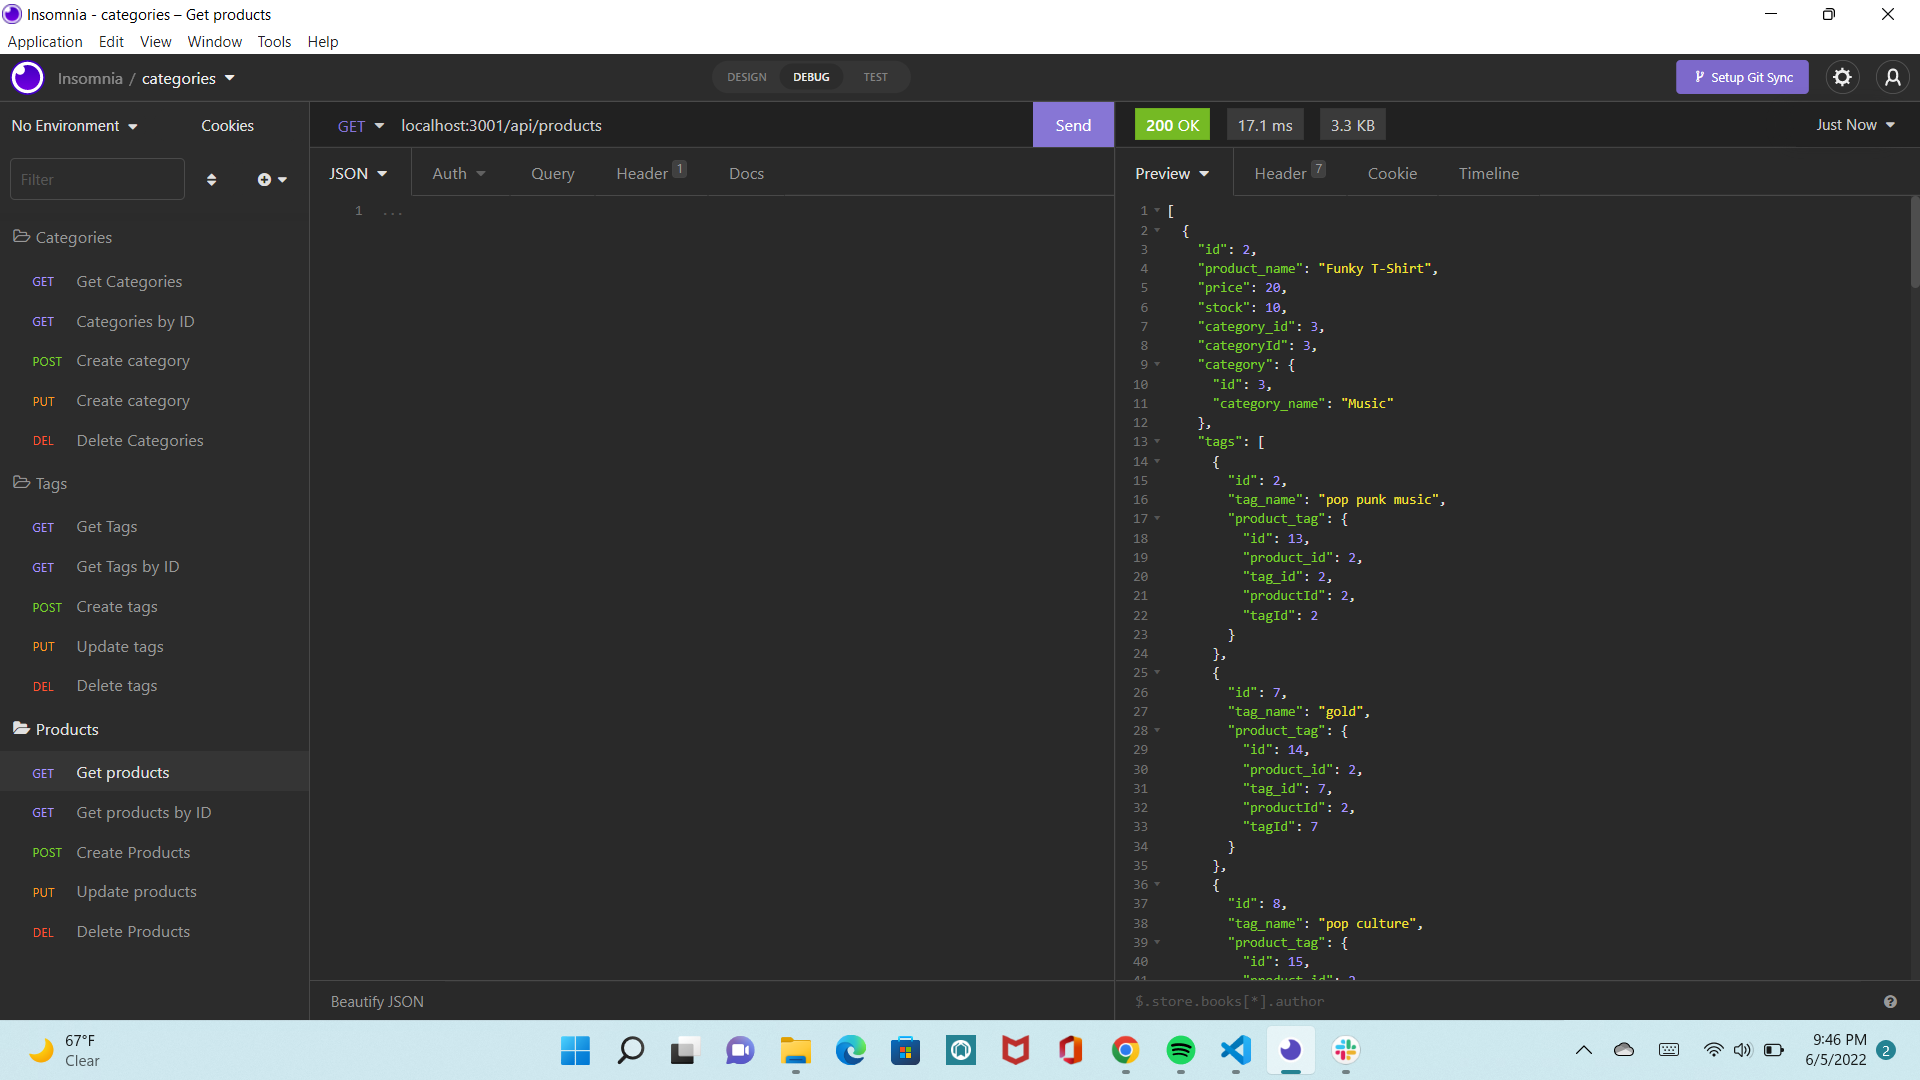 Insomnia - categories – Get products
Application Edit View Window Tools Help
Insomnia / categories
DESIGN DEBUG TEST
Setup Git Sync
No Environment Cookies
GET localhost:3001/api/products Send
200 OK 17.1 ms 3.3 KB Just Now
Filter
JSON Auth Query Header 1 Docs
Preview Header 7 Cookie Timeline
Categories
GET Get Categories
GET Categories by ID
POST Create category
PUT Create category
DEL Delete Categories
Tags
GET Get Tags
GET Get Tags by ID
POST Create tags
PUT Update tags
DEL Delete tags
Products
GET Get products
GET Get products by ID
POST Create Products
PUT Update products
DEL Delete Products
1 ...
Beautify JSON
1 [
2 {
3 "id": 2,
4 "product_name": "Funky T-Shirt",
5 "price": 20,
6 "stock": 10,
7 "category_id": 3,
8 "categoryId": 3,
9 "category": {
10 "id": 3,
11 "category_name": "Music"
12 },
13 "tags": [
14 {
15 "id": 2,
16 "tag_name": "pop punk music",
17 "product_tag": {
18 "id": 13,
19 "product_id": 2,
20 "tag_id": 2,
21 "productId": 2,
22 "tagId": 2
23 }
24 },
25 {
26 "id": 7,
27 "tag_name": "gold",
28 "product_tag": {
29 "id": 14,
30 "product_id": 2,
31 "tag_id": 7,
32 "productId": 2,
33 "tagId": 7
34 }
35 },
36 {
37 "id": 8,
38 "tag_name": "pop culture",
39 "product_tag": {
40 "id": 15,
41 "product_id": 2
$.store.books[*].author
67°F
Clear
9:46 PM
6/5/2022
2